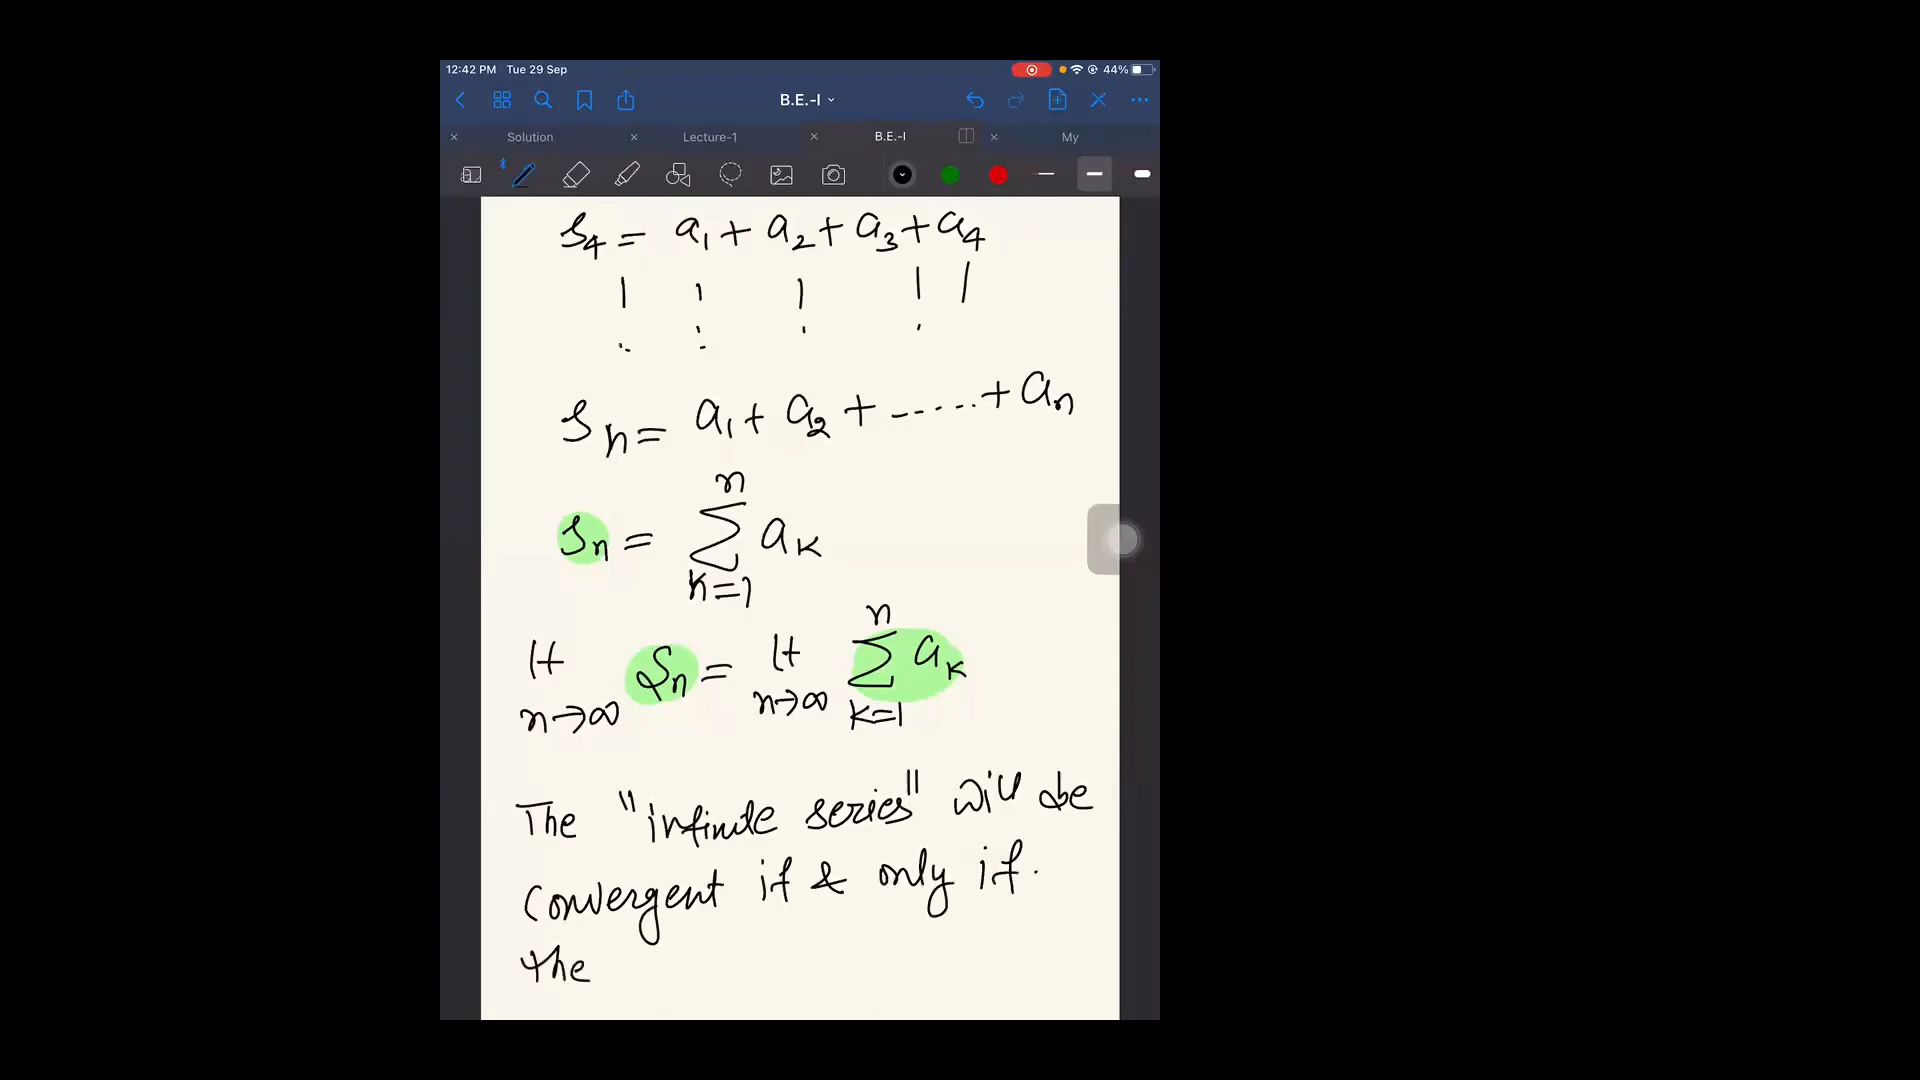 12:42 PM Tue 29 Sep 44%
B.E.-I
Solution Lecture-1 B.E.-I My
S₄ = a₁ + a₂ + a₃ + a₄
Sₙ = a₁ + a₂ + ...... + aₙ
n
Sₙ = ∑ aₖ
k=1
n
lt Sₙ = lt ∑ aₖ
n→∞ n→∞ k=1
The "infinite series" will be
convergent if & only if.
the